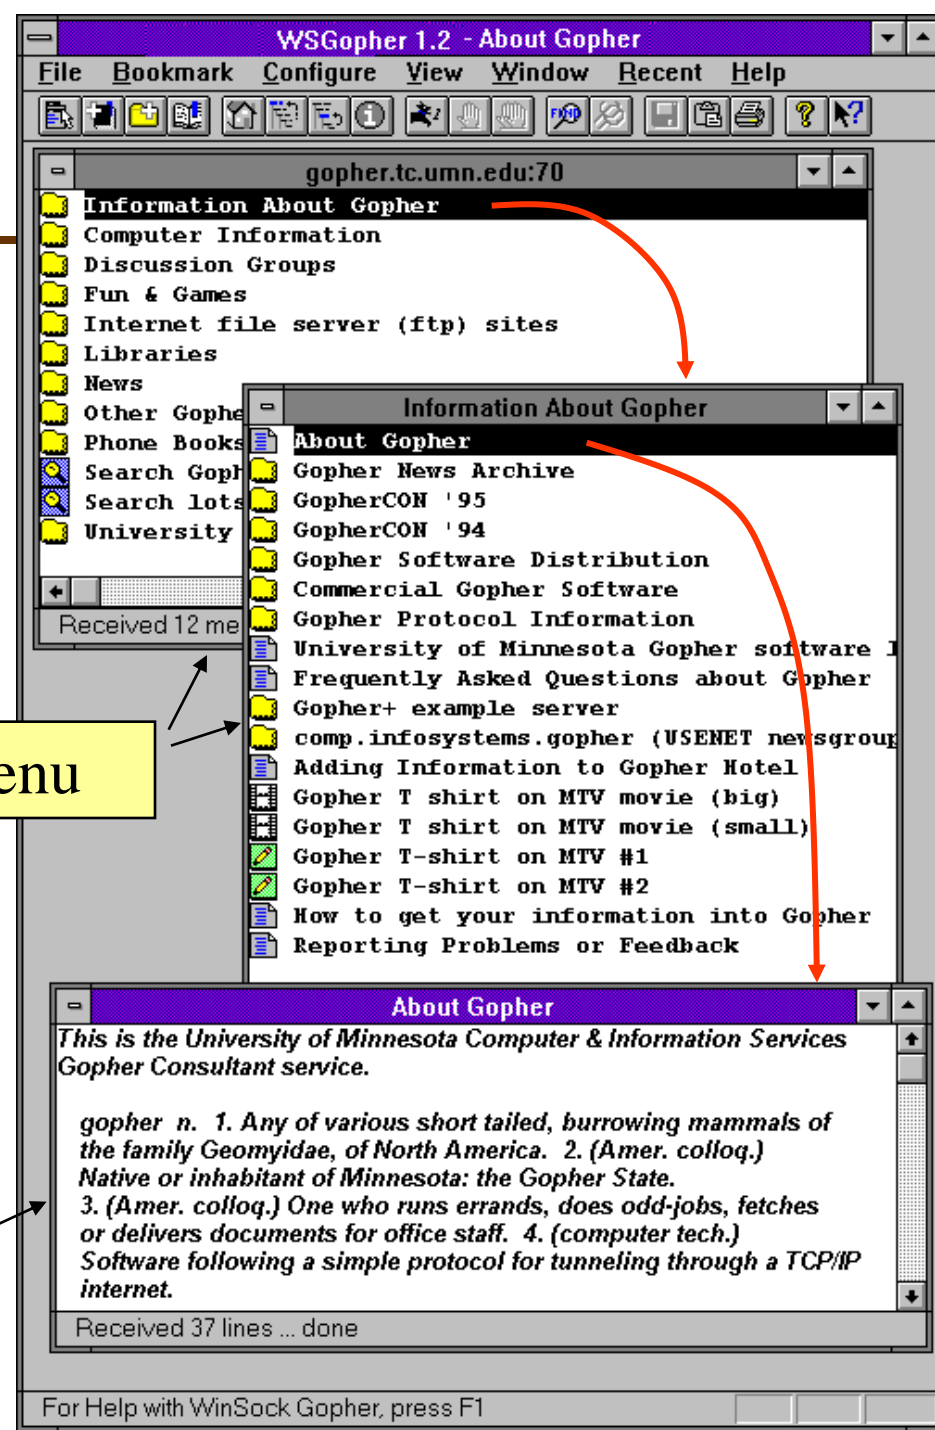 WSGopher 1.2 - About Gopher
File Bookmark Configure View Window Recent Help
FIND
gopher.tc.umn.edu:70
Information About Gopher
Computer Information
Discussion Groups
Fun & Games
Internet file server (ftp) sites
Libraries
News
Other Gophe
Phone Books
Search Goph
Search lots
University
Received 12 me
Information About Gopher
About Gopher
Gopher News Archive
GopherCON '95
GopherCON '94
Gopher Software Distribution
Commercial Gopher Software
Gopher Protocol Information
University of Minnesota Gopher software l
Frequently Asked Questions about Gopher
Gopher+ example server
comp.infosystems.gopher (USENET newsgroup
Adding Information to Gopher Hotel
Gopher T shirt on MTV movie (big)
Gopher T shirt on MTV movie (small)
Gopher T-shirt on MTV #1
Gopher T-shirt on MTV #2
How to get your information into Gopher
Reporting Problems or Feedback
enu
About Gopher
This is the University of Minnesota Computer & Information Services
Gopher Consultant service.
gopher n. 1. Any of various short tailed, burrowing mammals of
the family Geomyidae, of North America. 2. (Amer. colloq.)
Native or inhabitant of Minnesota: the Gopher State.
3. (Amer. colloq.) One who runs errands, does odd-jobs, fetches
or delivers documents for office staff. 4. (computer tech.)
Software following a simple protocol for tunneling through a TCP/IP
internet.
Received 37 lines ... done
For Help with WinSock Gopher, press F1